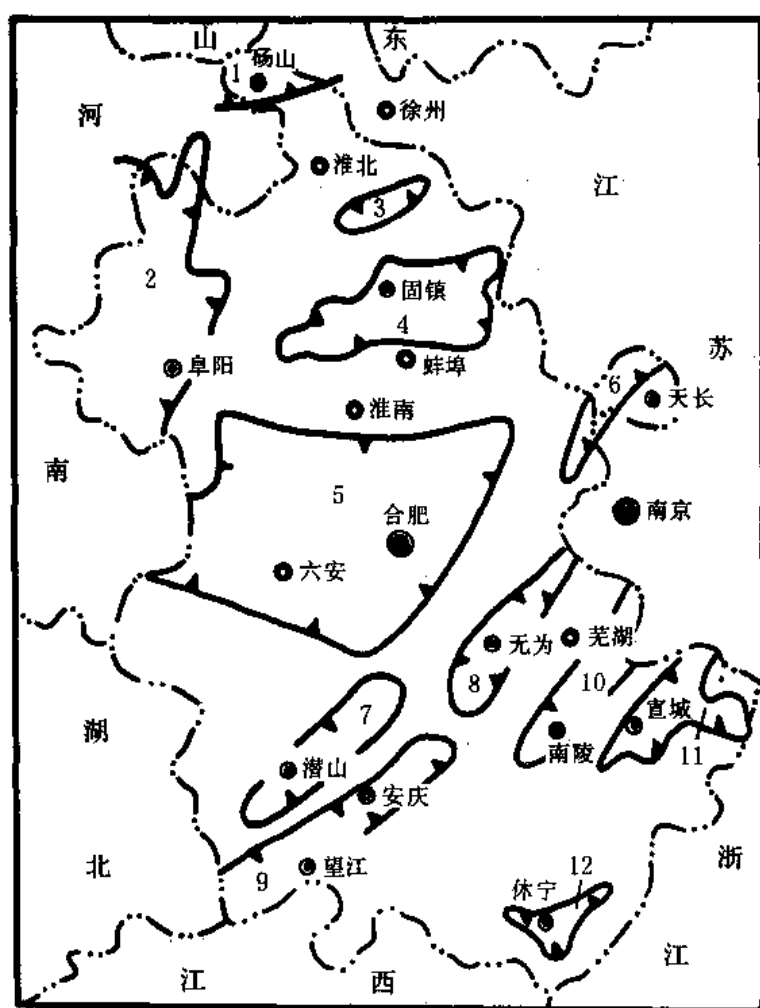 山
东
1
砀山
河
徐州
淮北
江
3
2
固镇
4
苏
蚌埠
阜阳
6
天长
淮南
南
5
合肥
南京
六安
无为
芜湖
8
10
7
宣城
湖
南陵
11
潜山
安庆
9
望江
浙
北
12
休宁
江
江
西